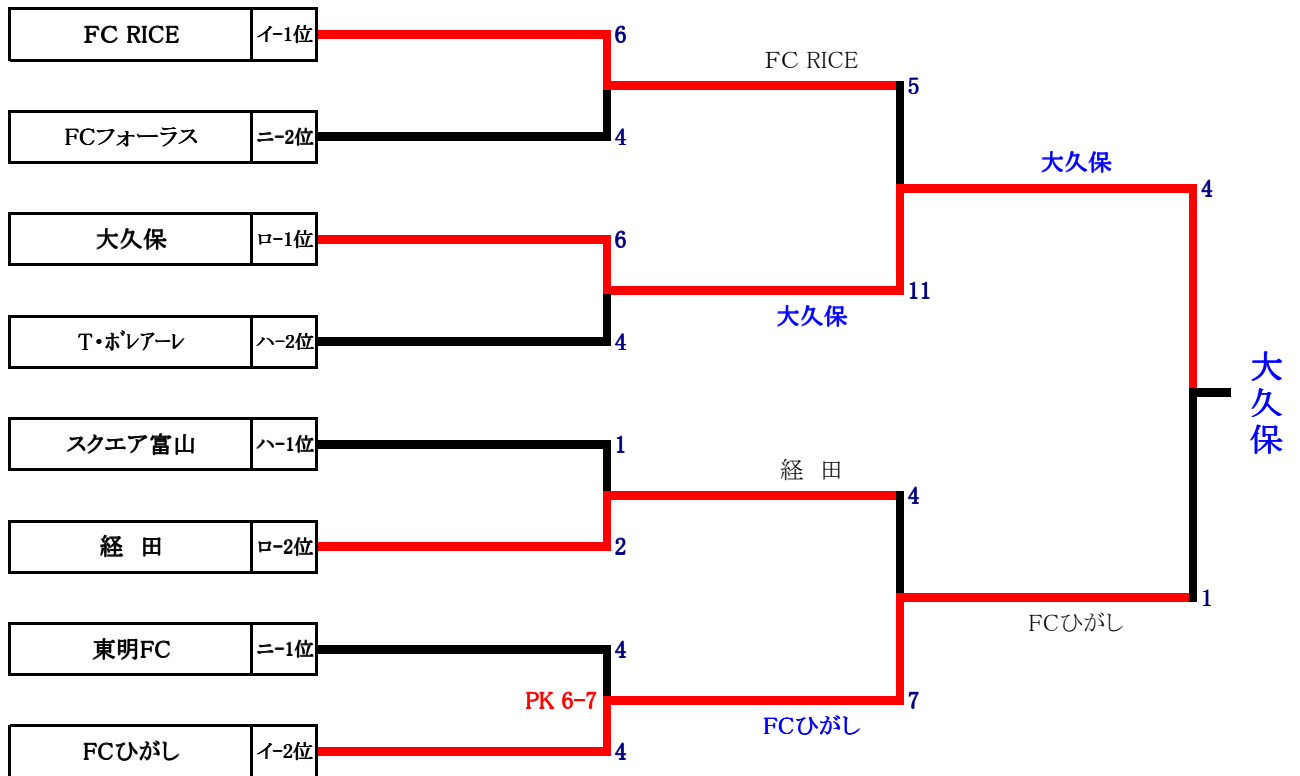 FC RICE イ-1位
6
FC RICE
5
FCフォーラス ニ-2位
4
大久保
4
大久保 ロ-1位
6
11
大久保
T・ボレアーレ ハ-2位
4
大久保
スクエア富山 ハ-1位
1
経　田
4
経　田 ロ-2位
2
1
FCひがし
東明FC ニ-1位
4
PK 6-7
7
FCひがし
FCひがし イ-2位
4